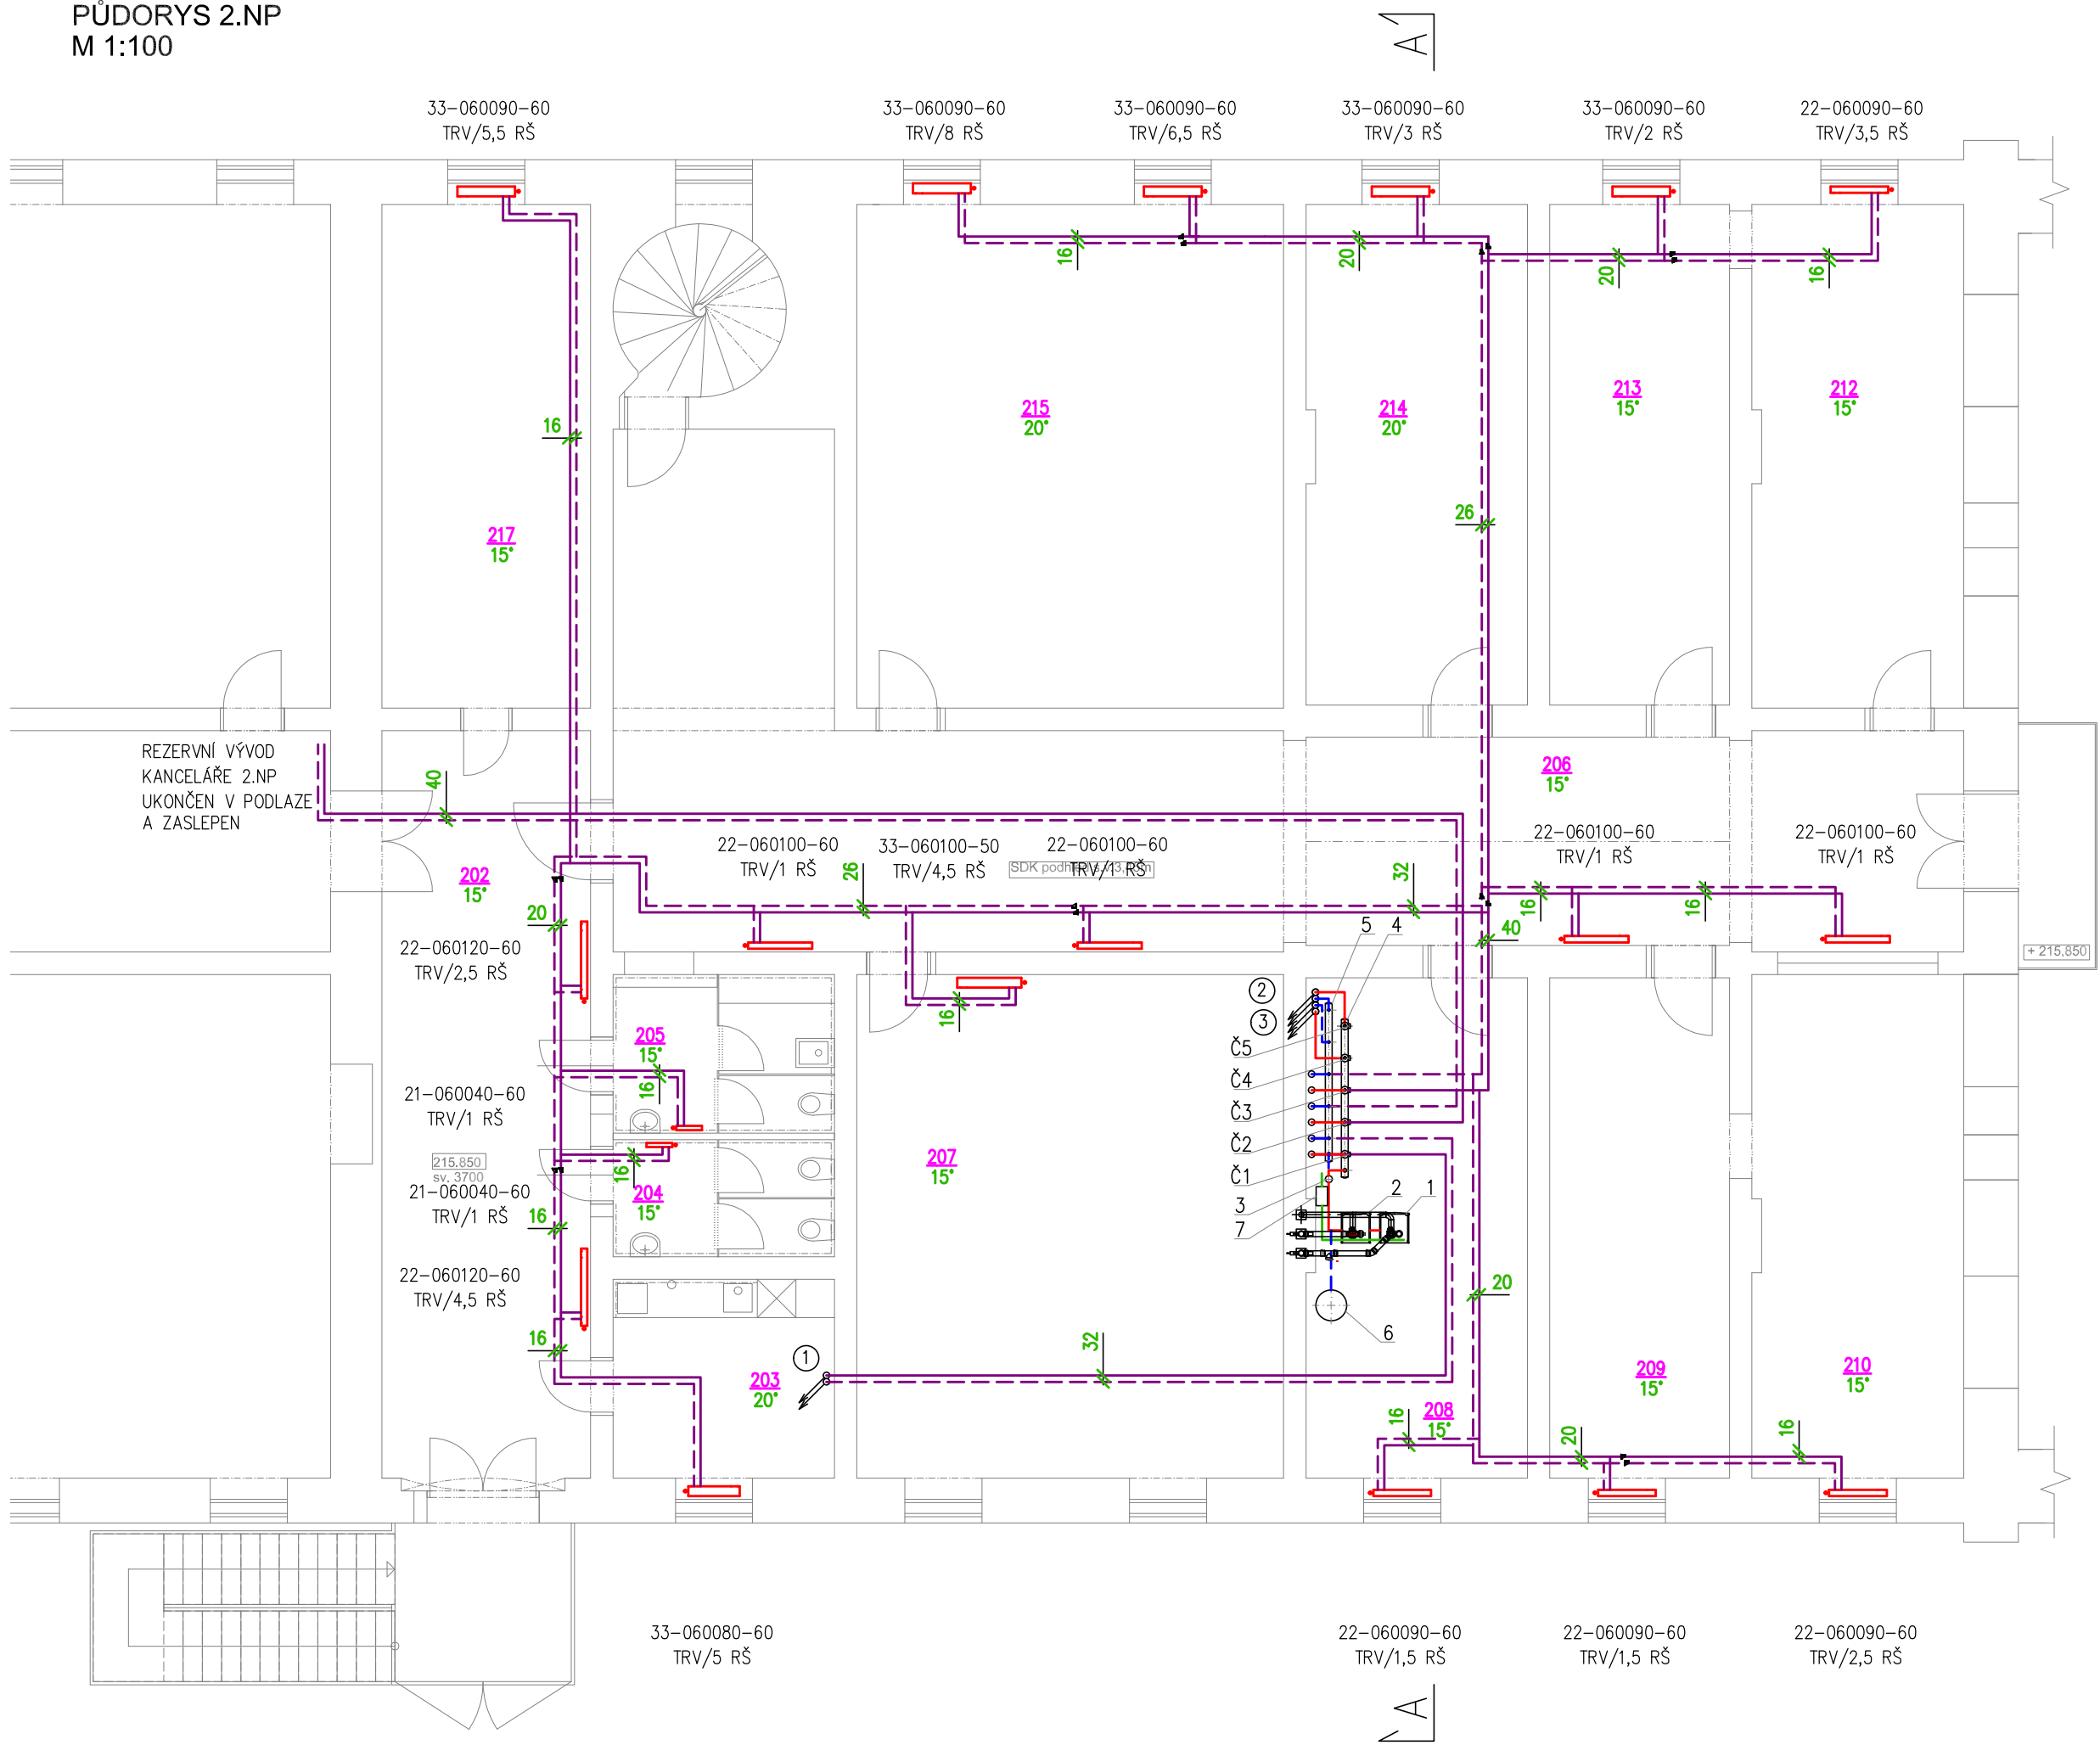 PŮDORYS 2.NP
M 1:100
A
33-060090-60
TRV/5,5 RŠ
33-060090-60
TRV/8 RŠ
33-060090-60
TRV/6,5 RŠ
33-060090-60
TRV/3 RŠ
33-060090-60
TRV/2 RŠ
22-060090-60
TRV/3,5 RŠ
16
20
20
16
215
20°
214
20°
213
15°
212
15°
16
26
217
15°
REZERVNÍ VÝVOD
KANCELÁŘE 2.NP
UKONČEN V PODLAZE
A ZASLEPEN
40
206
15°
22-060100-60
TRV/1 RŠ
26
33-060100-50
TRV/4,5 RŠ
22-060100-60
TRV/1 RŠ
SDK podh
32
22-060100-60
TRV/1 RŠ
22-060100-60
TRV/1 RŠ
202
15°
20
16
16
40
5
4
22-060120-60
TRV/2,5 RŠ
+ 215,850
16
2
3
205
15°
16
Č5
Č4
Č3
Č2
Č1
3
7
2
1
21-060040-60
TRV/1 RŠ
215.850
sv. 3700
21-060040-60
TRV/1 RŠ
16
204
15°
207
15°
16
22-060120-60
TRV/4,5 RŠ
20
6
16
1
32
203
20°
209
15°
210
15°
208
15°
16
20
16
33-060080-60
TRV/5 RŠ
22-060090-60
TRV/1,5 RŠ
22-060090-60
TRV/1,5 RŠ
22-060090-60
TRV/2,5 RŠ
A